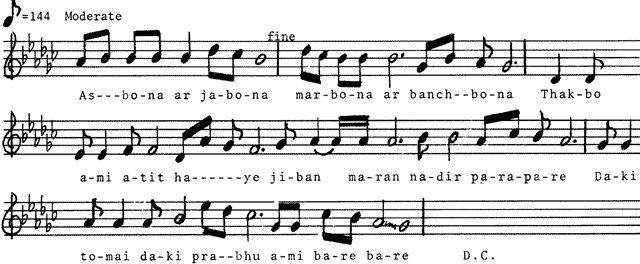 ♪=144 Moderate
fine
As---bo-na ar ja-bo-na mar-bo-na ar banch--bo-na Thak-bo
a-mi a-tit ha------ye ji-ban ma-ran na-dir pa-ra-pa-re Da-ki
to-mai da-ki pra--bhu a-mi ba-re ba-re D.C.